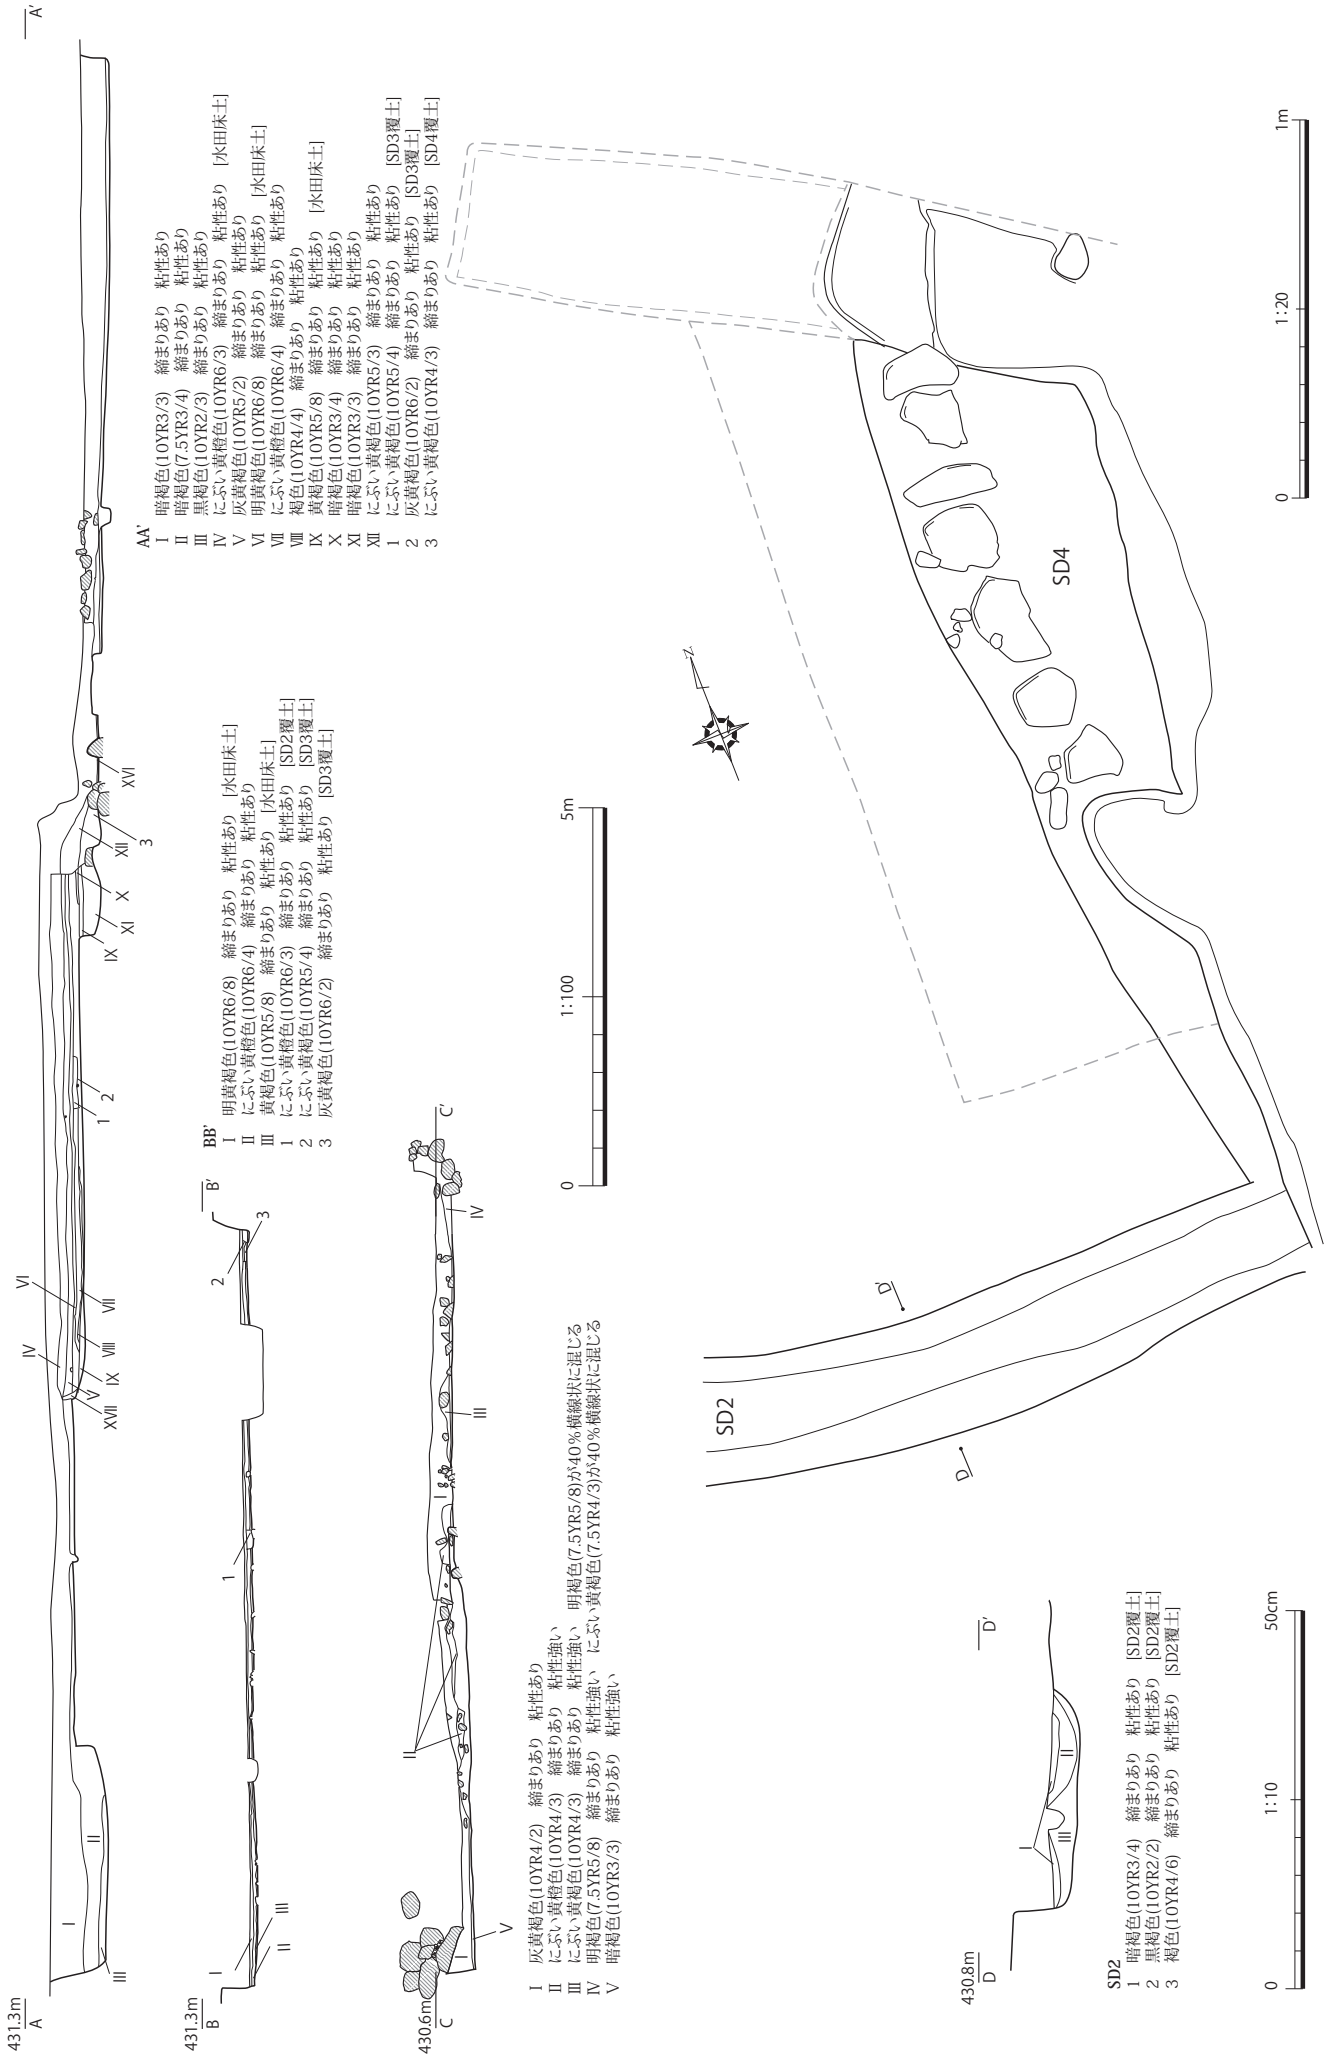 431.3m
A
A'
I
II
III
IV
V
VI
VII
VIII
IX
XVII
1
2
IX
XI
X
XII
3
XVI
AA'
I 暗褐色(10YR3/3) 締まりあり 粘性あり
II 暗褐色(7.5YR3/4) 締まりあり 粘性あり
III 黒褐色(10YR2/3) 締まりあり 粘性あり
IV にぶい黄橙色(10YR6/3) 締まりあり 粘性あり [水田床土]
V 灰黄褐色(10YR5/2) 締まりあり 粘性あり
VI 明黄褐色(10YR6/8) 締まりあり 粘性あり [水田床土]
VII にぶい黄橙色(10YR6/4) 締まりあり 粘性あり
VIII 褐色(10YR4/4) 締まりあり 粘性あり
IX 黄褐色(10YR5/8) 締まりあり 粘性あり [水田床土]
X 暗褐色(10YR3/4) 締まりあり 粘性あり
XI 暗褐色(10YR3/3) 締まりあり 粘性あり
XII にぶい黄褐色(10YR5/3) 締まりあり 粘性あり
1 にぶい黄褐色(10YR5/4) 締まりあり 粘性あり [SD3覆土]
2 灰黄褐色(10YR6/2) 締まりあり 粘性あり [SD3覆土]
3 にぶい黄褐色(10YR4/3) 締まりあり 粘性あり [SD4覆土]
431.3m
B
B'
I
II
III
1
2
3
BB'
I 明黄褐色(10YR6/8) 締まりあり 粘性あり [水田床土]
II にぶい黄橙色(10YR6/4) 締まりあり 粘性あり
III 黄褐色(10YR5/8) 締まりあり 粘性あり [水田床土]
1 にぶい黄橙色(10YR6/3) 締まりあり 粘性あり [SD2覆土]
2 にぶい黄褐色(10YR5/4) 締まりあり 粘性あり [SD3覆土]
3 灰黄褐色(10YR6/2) 締まりあり 粘性あり [SD3覆土]
430.6m
C
C'
I
V
II
I
III
IV
I 灰黄褐色(10YR4/2) 締まりあり 粘性あり
II にぶい黄橙色(10YR4/3) 締まりあり 粘性強い
III にぶい黄褐色(10YR4/3) 締まりあり 粘性強い 明褐色(7.5YR5/8)が40%横線状に混じる
IV 明褐色(7.5YR5/8) 締まりあり 粘性強い にぶい黄褐色(7.5YR4/3)が40%横線状に混じる
V 暗褐色(10YR3/3) 締まりあり 粘性強い
0
1:100
5m
N
SD4
SD2
D
D'
0
1:20
1m
430.8m
D
D'
I
II
III
SD2
1 暗褐色(10YR3/4) 締まりあり 粘性あり [SD2覆土]
2 黒褐色(10YR2/2) 締まりあり 粘性あり [SD2覆土]
3 褐色(10YR4/6) 締まりあり 粘性あり [SD2覆土]
0
1:10
50cm